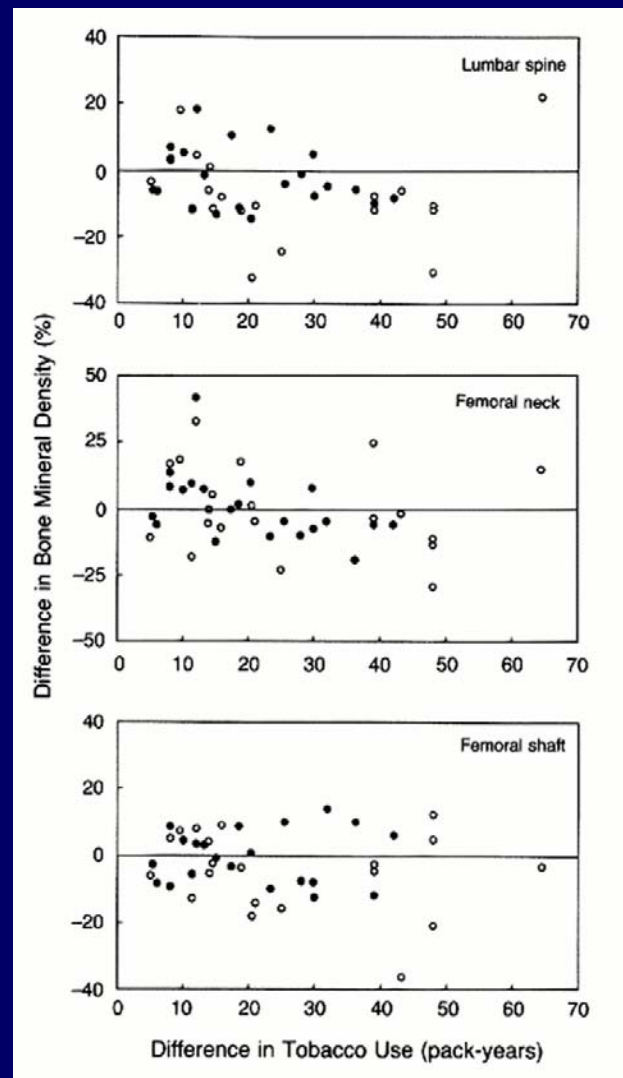 Difference in Bone Mineral Density (%)
Lumbar spine
40
20
0
−20
−40
0 10 20 30 40 50 60 70
Femoral neck
50
25
0
−25
−50
0 10 20 30 40 50 60 70
Femoral shaft
40
20
0
−20
−40
0 10 20 30 40 50 60 70
Difference in Tobacco Use (pack-years)